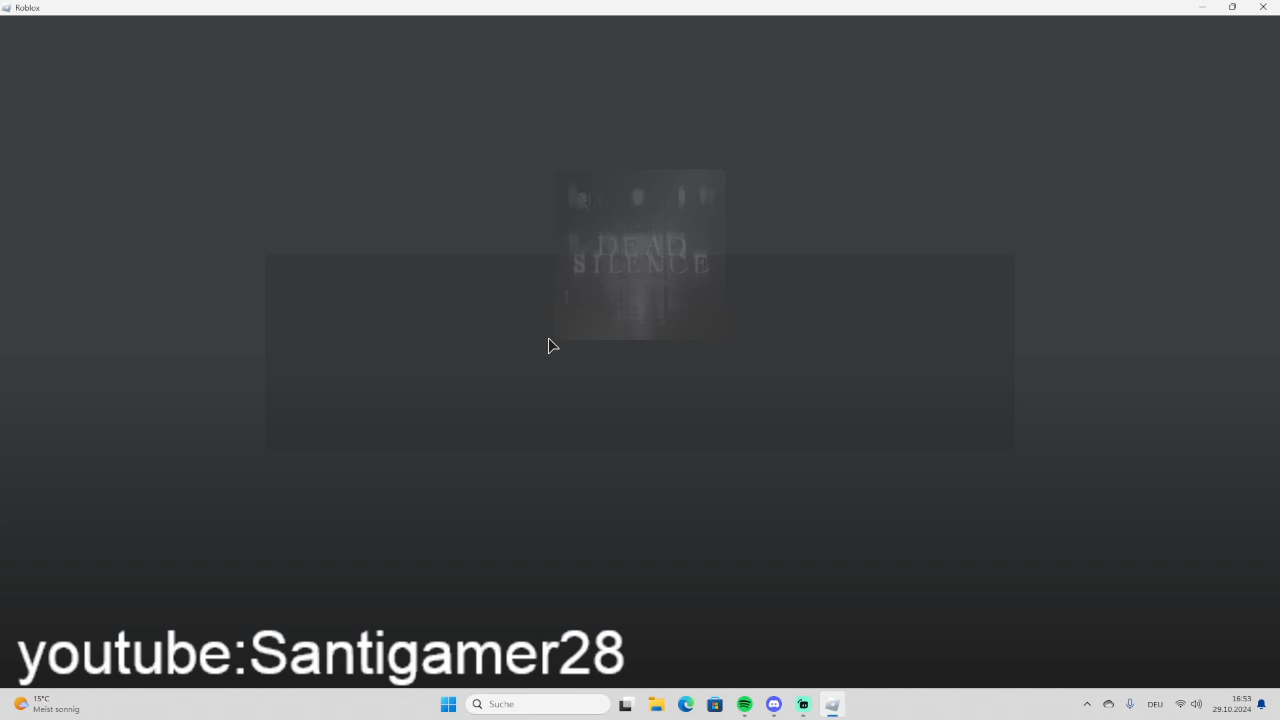 Roblox
DEAD
SILENCE
youtube:Santigamer28
15°C
Meist sonnig
Suche
DEU
16:53
29.10.2024